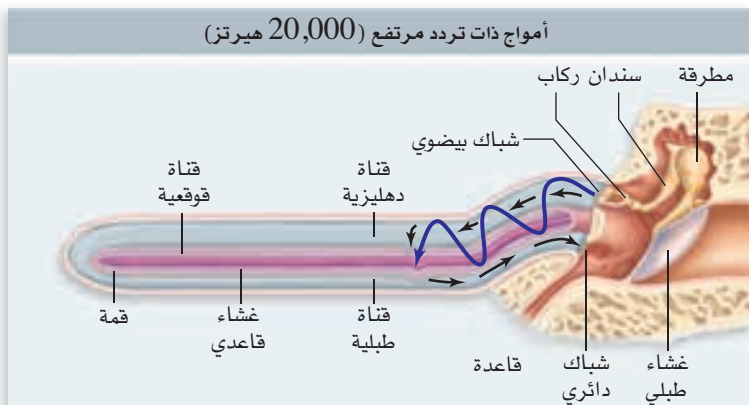 أمواج ذات تردد مرتفع (20,000 هيرتز)
مطرقة
سندان
ركاب
شباك بيضوي
قناة
دهليزية
قناة
قوقعية
قمة
غشاء
قاعدي
قناة
طبلية
قاعدة
شباك
دائري
غشاء
طبلي